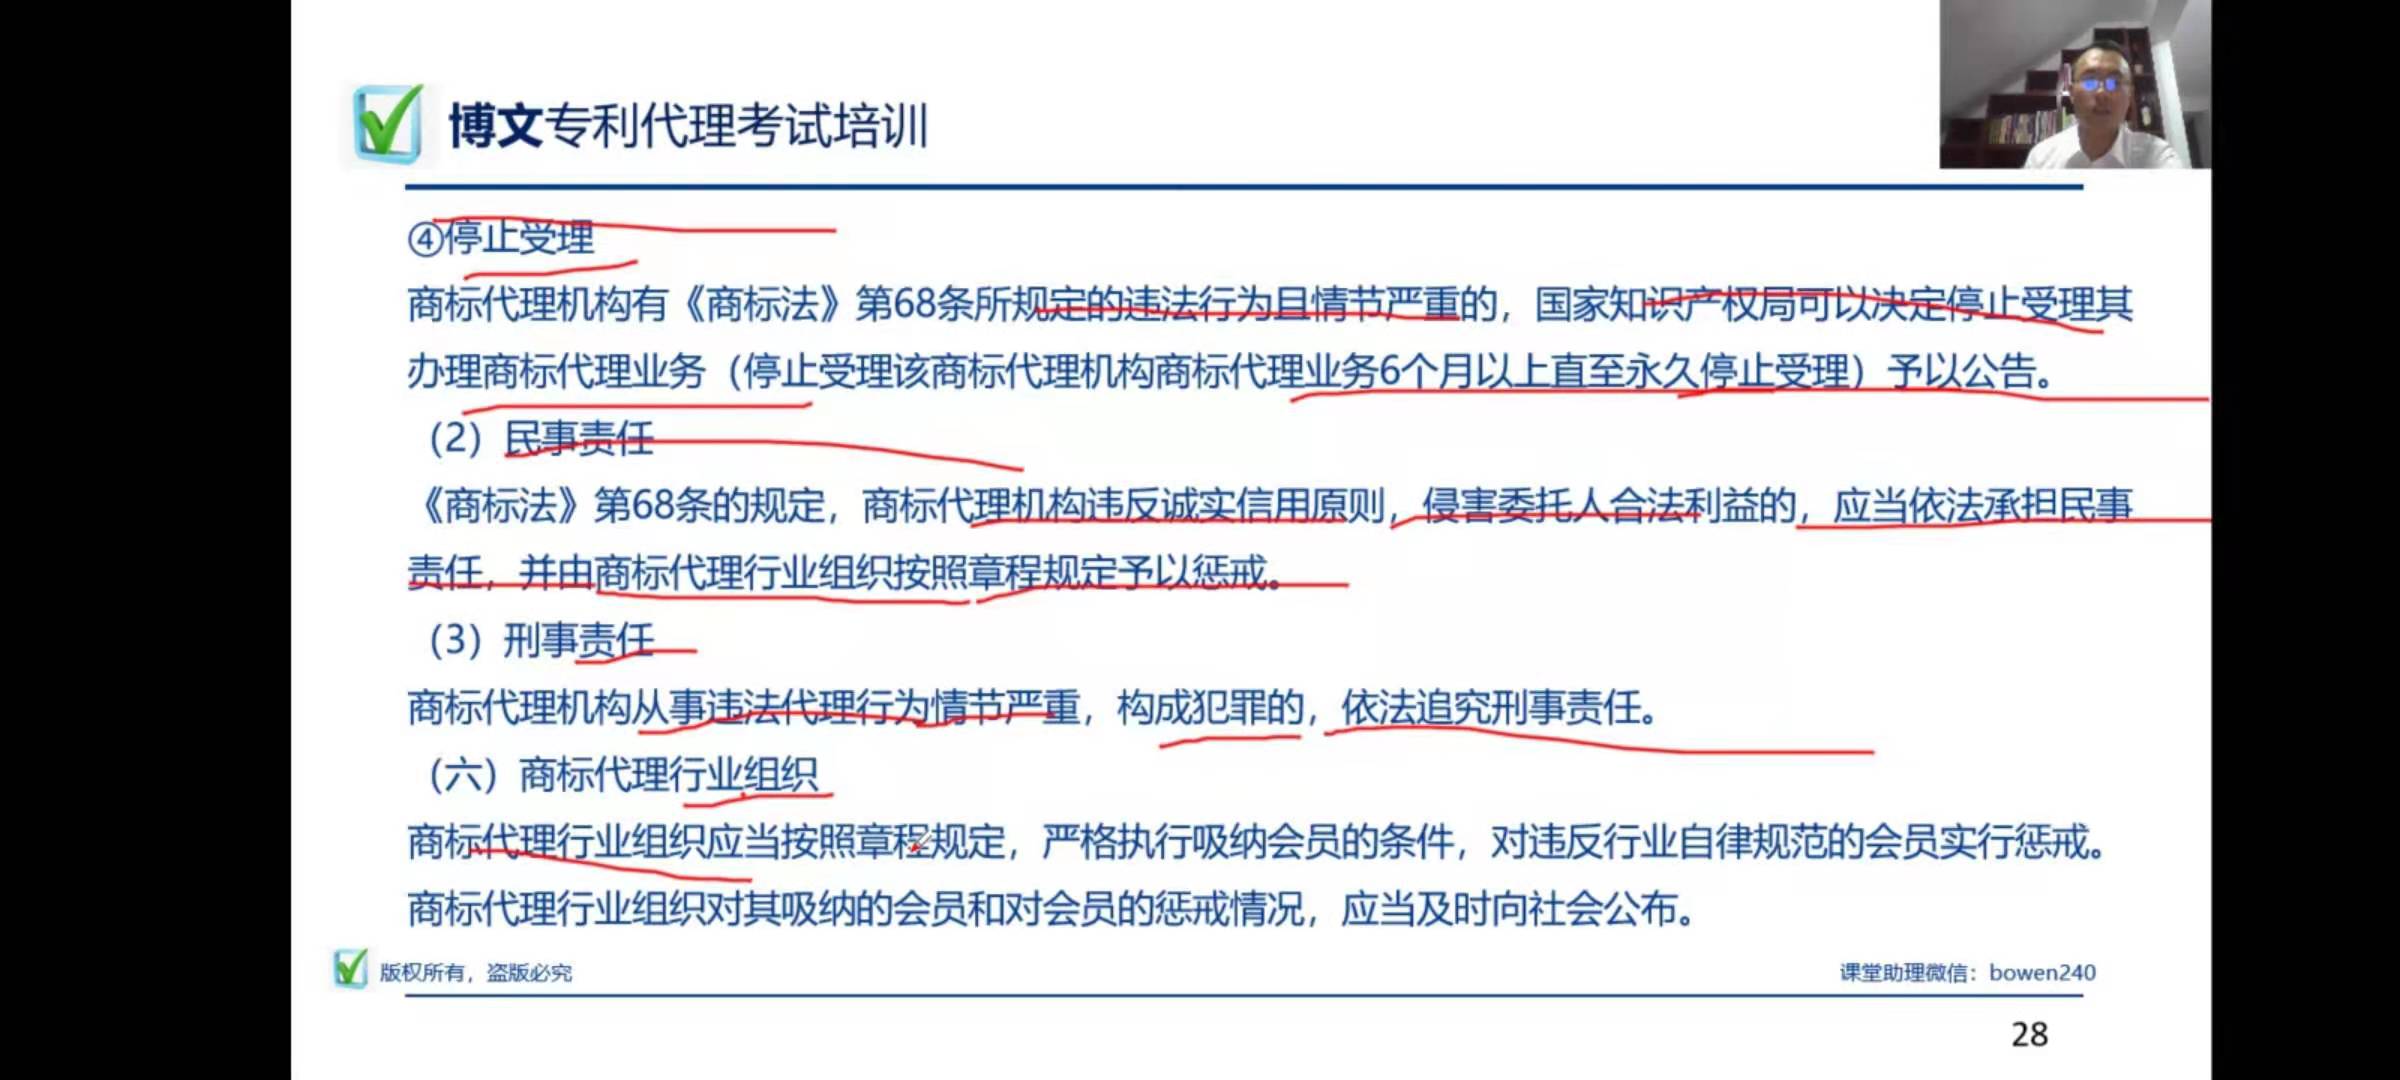 博文专利代理考试培训
④停止受理
商标代理机构有《商标法》第68条所规定的违法行为且情节严重的，国家知识产权局可以决定停止受理其
办理商标代理业务（停止受理该商标代理机构商标代理业务6个月以上直至永久停止受理）予以公告。
（2）民事责任
《商标法》第68条的规定，商标代理机构违反诚实信用原则，侵害委托人合法利益的，应当依法承担民事
责任，并由商标代理行业组织按照章程规定予以惩戒。
（3）刑事责任
商标代理机构从事违法代理行为情节严重，构成犯罪的，依法追究刑事责任。
（六）商标代理行业组织
商标代理行业组织应当按照章程规定，严格执行吸纳会员的条件，对违反行业自律规范的会员实行惩戒。
商标代理行业组织对其吸纳的会员和对会员的惩戒情况，应当及时向社会公布。
版权所有，盗版必究
课堂助理微信：bowen240
28